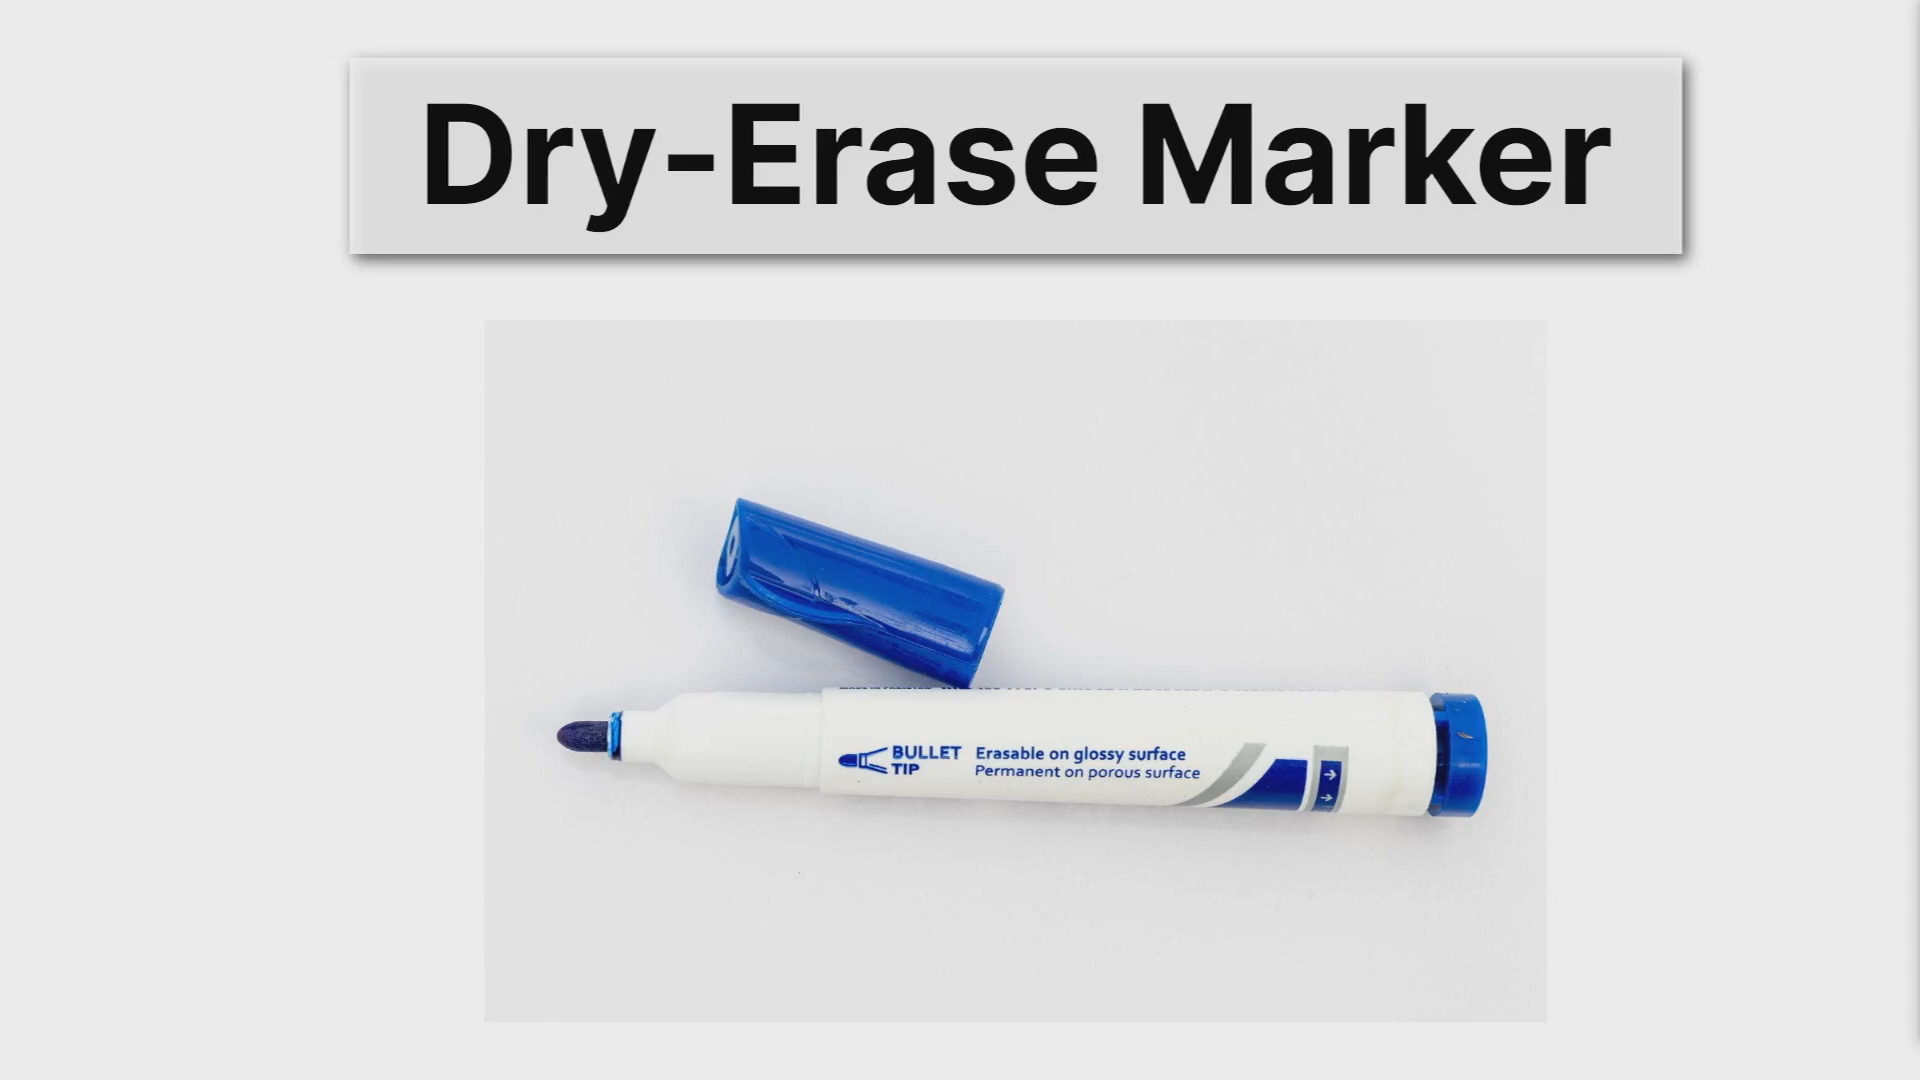 Dry-Erase Marker
BULLET TIP
Erasable on glossy surface
Permanent on porous surface